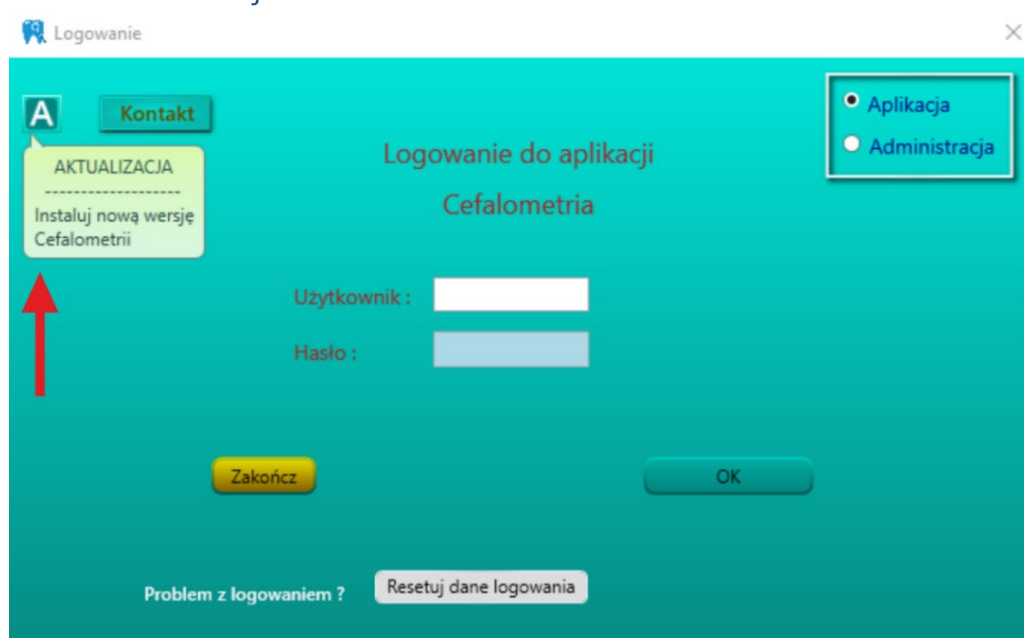 Logowanie
A
Kontakt
Aplikacja
Administracja
AKTUALIZACJA
-------------------
Instaluj nową wersję
Cefalometrii
Logowanie do aplikacji
Cefalometria
Użytkownik :
Hasło :
Zakończ
OK
Problem z logowaniem ?
Resetuj dane logowania